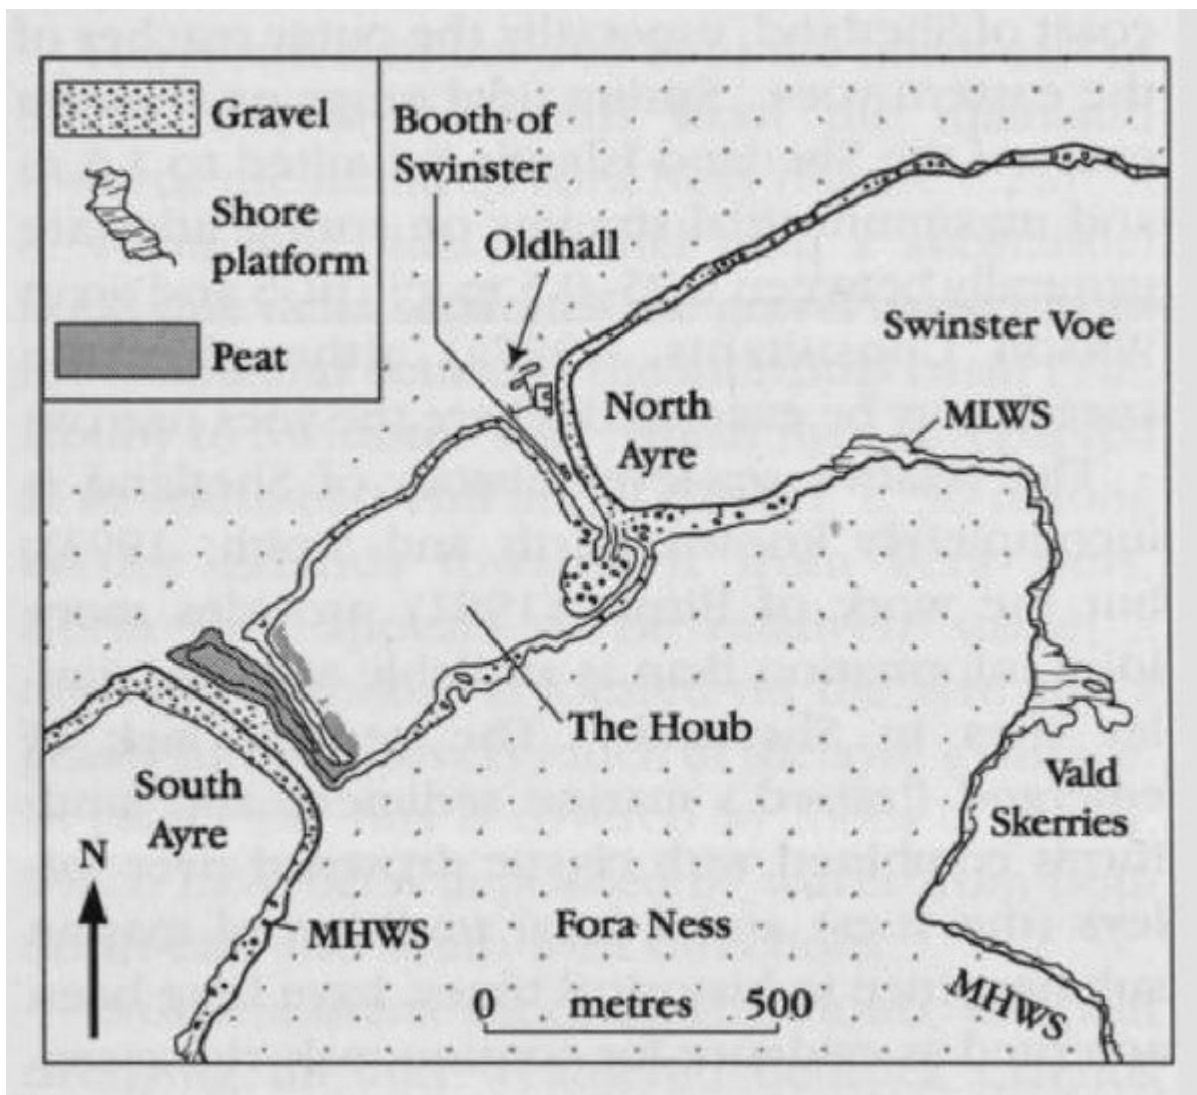 Gravel
Shore
platform
Peat
Booth of
Swinster
Oldhall
Swinster Voe
North
Ayre
MLWS
The Houb
South
Ayre
Vald
Skerries
N
MHWS
Fora Ness
0 metres 500
MHWS